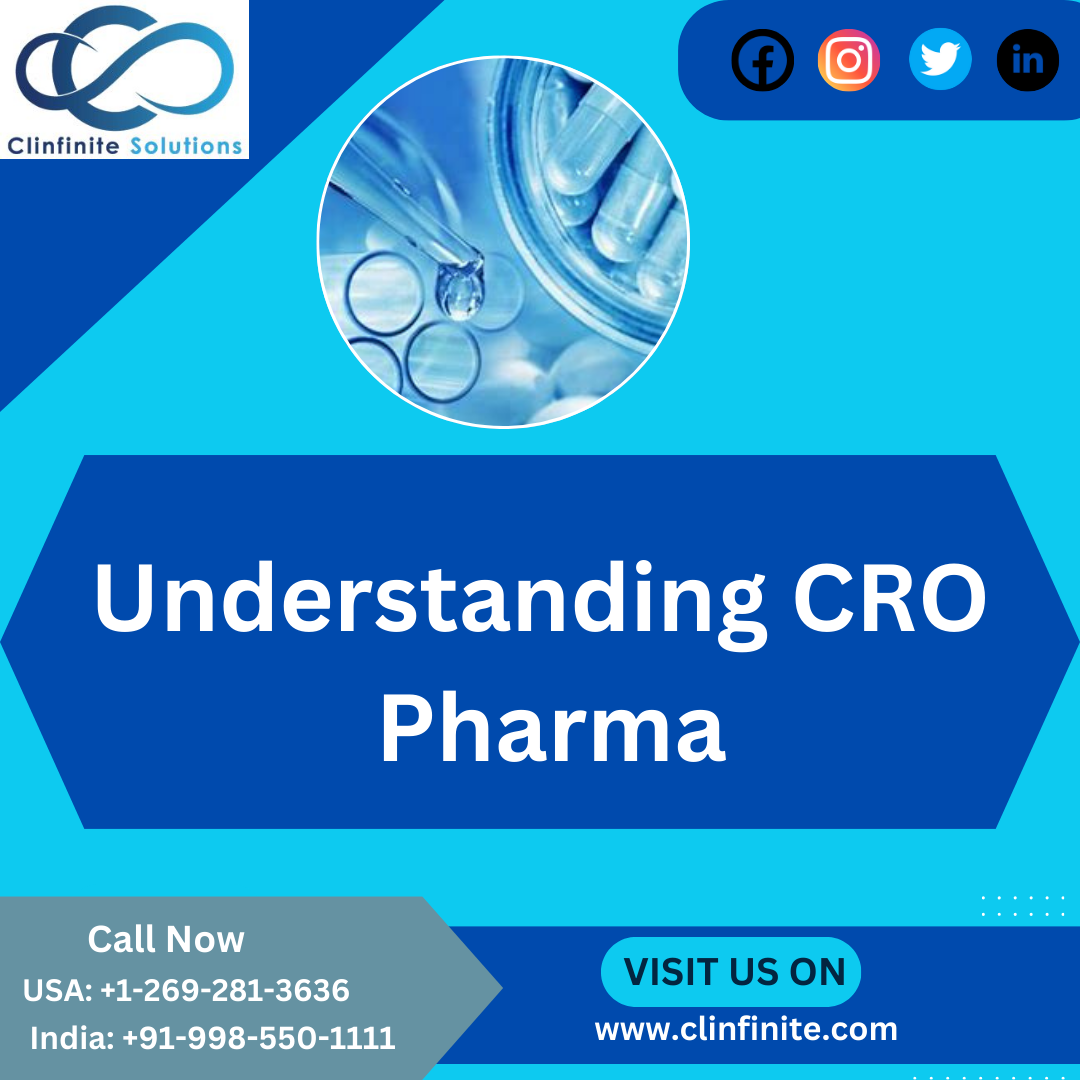 Clinfinite Solutions
in
Understanding CRO
Pharma
Call Now
USA: +1-269-281-3636
India: +91-998-550-1111
VISIT US ON
www.clinfinite.com